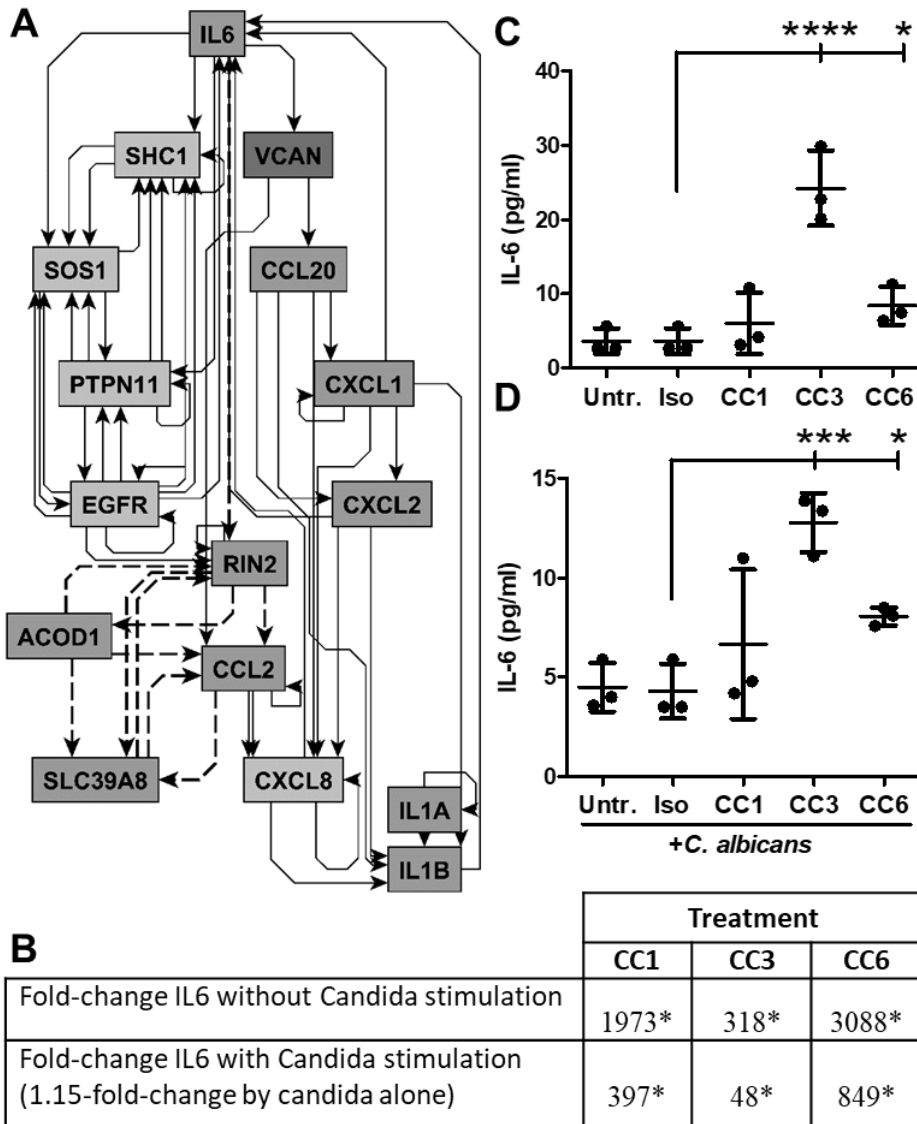 A
IL6
SHC1
VCAN
SOS1
CCL20
PTPN11
CXCL1
EGFR
CXCL2
RIN2
ACOD1
CCL2
SLC39A8
CXCL8
IL1A
IL1B
C
**** *
IL-6 (pg/ml)
40
30
20
10
0
Untr. Iso CC1 CC3 CC6
D
*** *
IL-6 (pg/ml)
15
10
5
0
Untr. Iso CC1 CC3 CC6
+C. albicans
B
Treatment
CC1 CC3 CC6
Fold-change IL6 without Candida stimulation
1973* 318* 3088*
Fold-change IL6 with Candida stimulation
(1.15-fold-change by candida alone)
397* 48* 849*